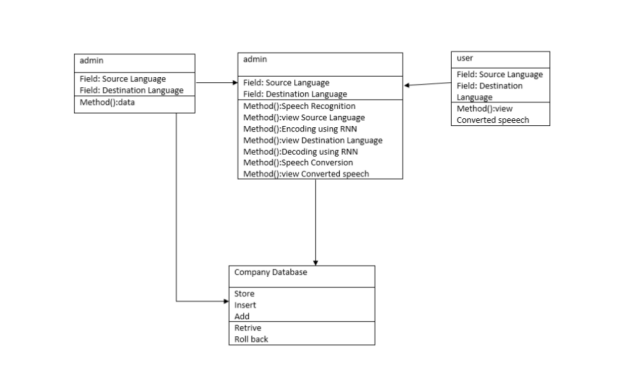 admin
Field: Source Language
Field: Destination Language
Method():data
admin
Field: Source Language
Field: Destination Language
Method():Speech Recognition
Method():view Source Language
Method():Encoding using RNN
Method():view Destination Language
Method():Decoding using RNN
Method():Speech Conversion
Method():view Converted speech
user
Field: Source Language
Field: Destination
Language
Method():view
Converted speeech
Company Database
Store
Insert
Add
Retrive
Roll back